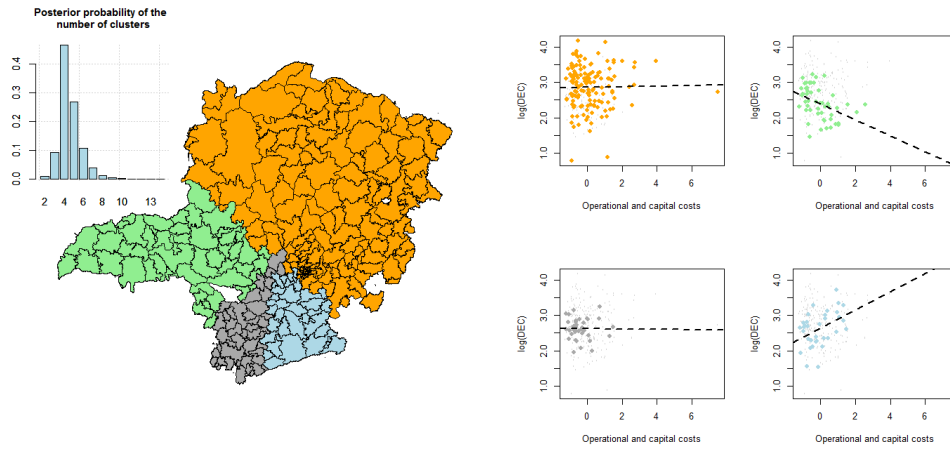 Posterior probability of the
number of clusters
0.4
0.3
0.2
0.1
0.0
2 4 6 8 10 13
log(DEC)
4.0
3.0
2.0
1.0
0 2 4 6
Operational and capital costs
log(DEC)
4.0
3.0
2.0
1.0
0 2 4 6
Operational and capital costs
log(DEC)
4.0
3.0
2.0
1.0
0 2 4 6
Operational and capital costs
log(DEC)
4.0
3.0
2.0
1.0
0 2 4 6
Operational and capital costs